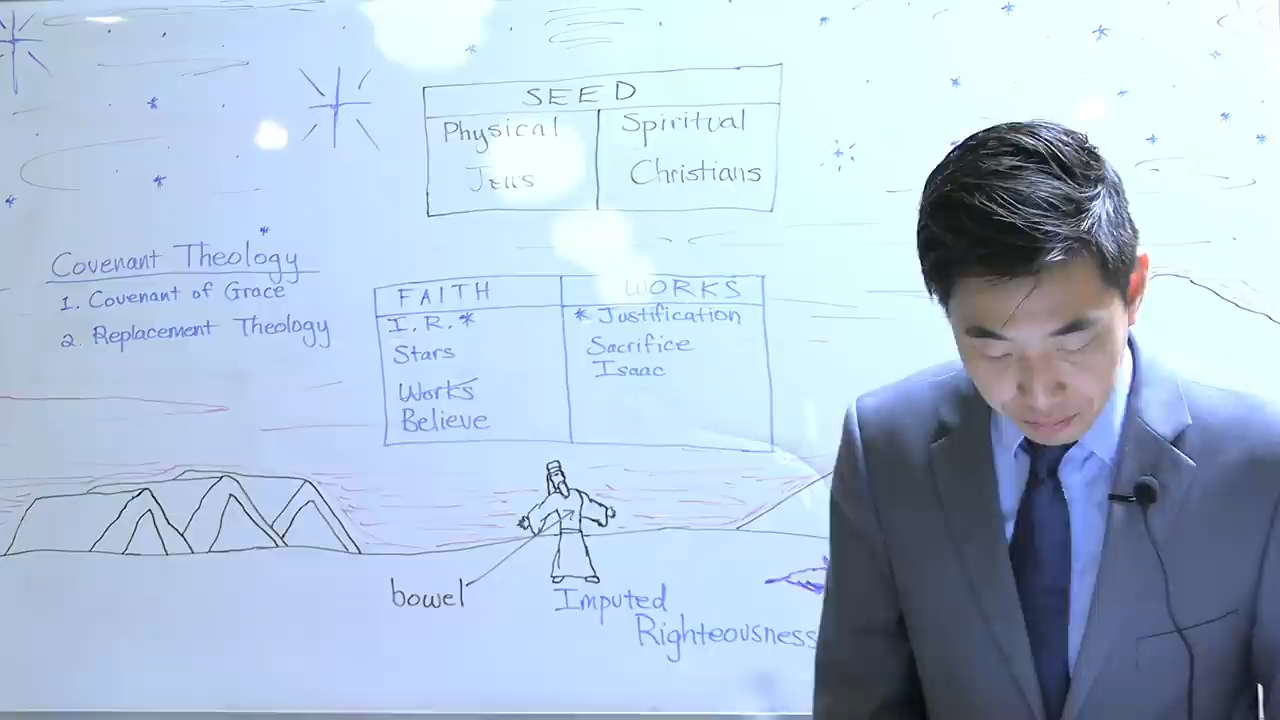 SEED
Physical
Spiritual
Jews
Christians
Covenant Theology
1. Covenant of Grace
2. Replacement Theology
FAITH
WORKS
I.R.*
* Justification
Stars
Sacrifice
Isaac
Works
Believe
bowel
Imputed
Righteousness